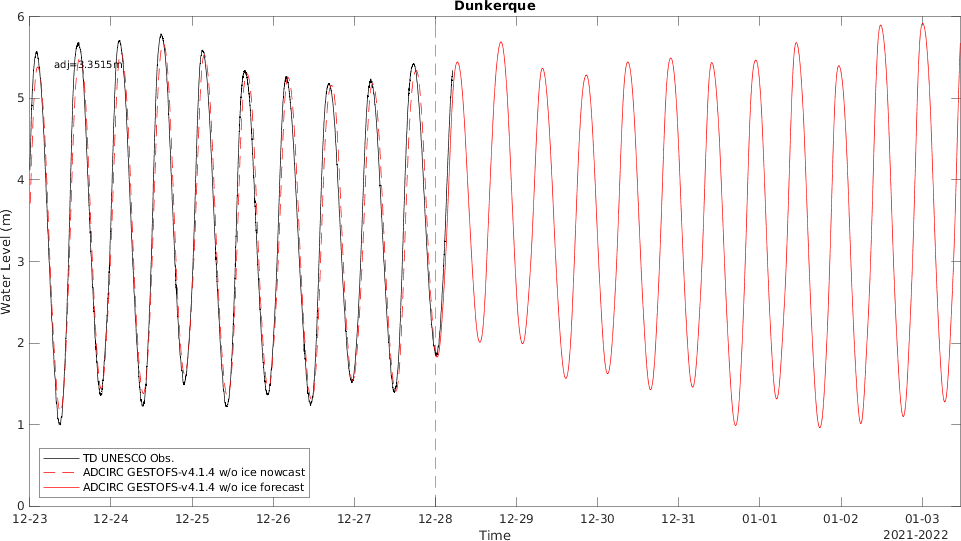 Dunkerque
6
adj=3.3515m
5
4
3
2
1
0
Water Level (m)
TD UNESCO Obs.
ADCIRC GESTOFS-v4.1.4 w/o ice nowcast
ADCIRC GESTOFS-v4.1.4 w/o ice forecast
12-23 12-24 12-25 12-26 12-27 12-28 12-29 12-30 12-31 01-01 01-02 01-03
Time
2021-2022